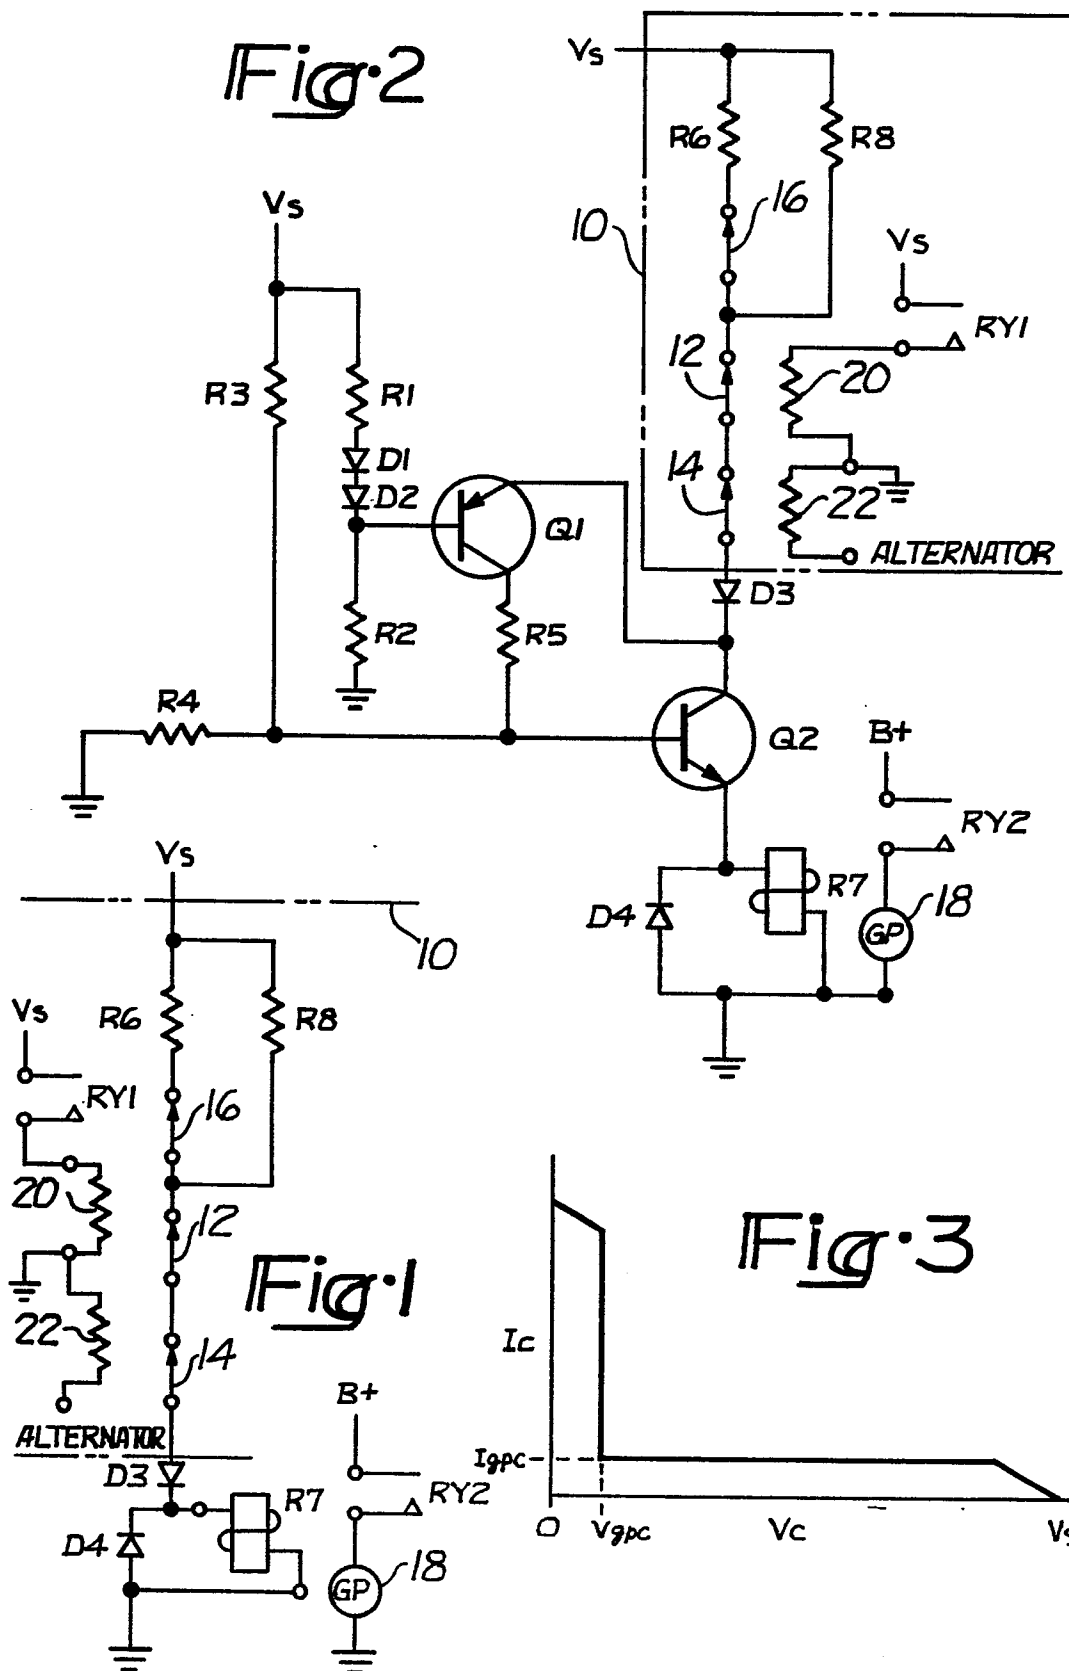 Fig. 2
Vs
R6
R8
16
10
Vs
RY1
12
20
14
22
ALTERNATOR
D3
Vs
R3
R1
D1
D2
Q1
R2
R5
R4
Q2
B+
RY2
R7
D4
18
GP
Vs
10
R6
R8
Vs
RY1
16
20
12
22
14
ALTERNATOR
Fig. 1
D3
R7
D4
B+
RY2
18
GP
Fig. 3
Ic
Igpc
O
Vgpc
Vc
Vs